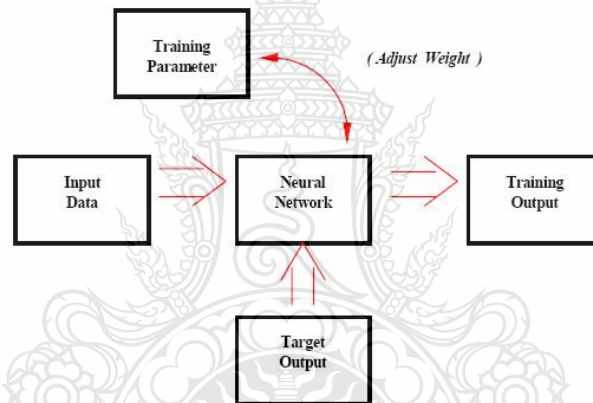 Training
Parameter
( Adjust Weight )
Input
Data
Neural
Network
Training
Output
Target
Output